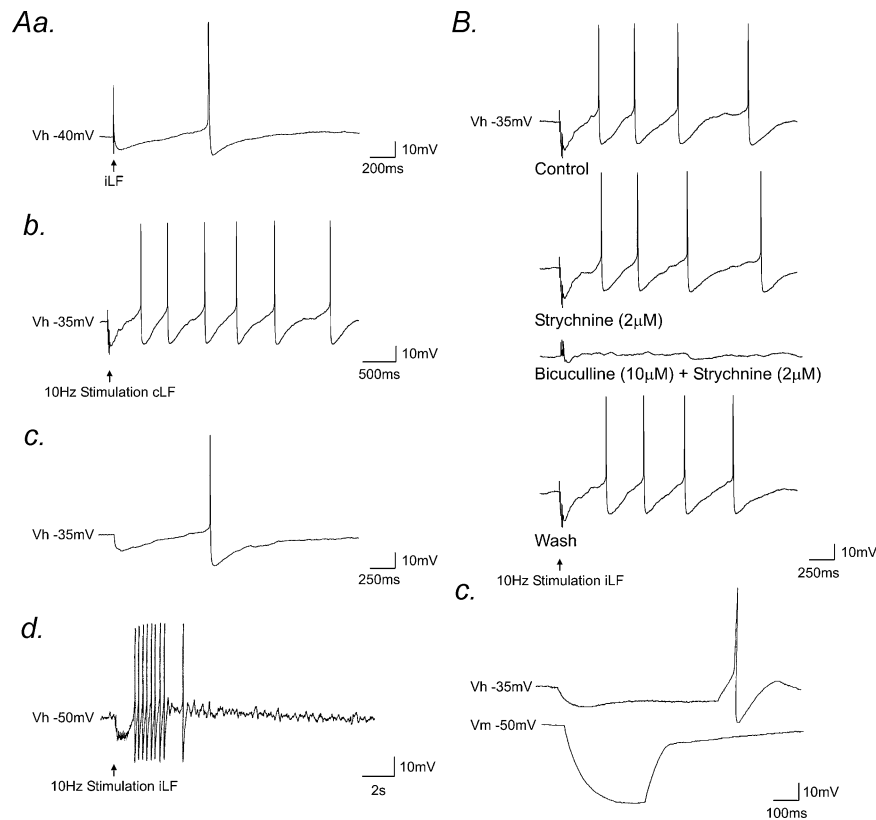 Aa.
Vh -40mV
iLF
10mV
200ms
b.
Vh -35mV
10mV
500ms
10Hz Stimulation cLF
c.
Vh -35mV
10mV
250ms
d.
Vh -50mV
10mV
2s
10Hz Stimulation iLF
B.
Vh -35mV
Control
Strychnine (2μM)
Bicuculline (10μM) + Strychnine (2μM)
Wash
10mV
250ms
10Hz Stimulation iLF
c.
Vh -35mV
Vm -50mV
10mV
100ms